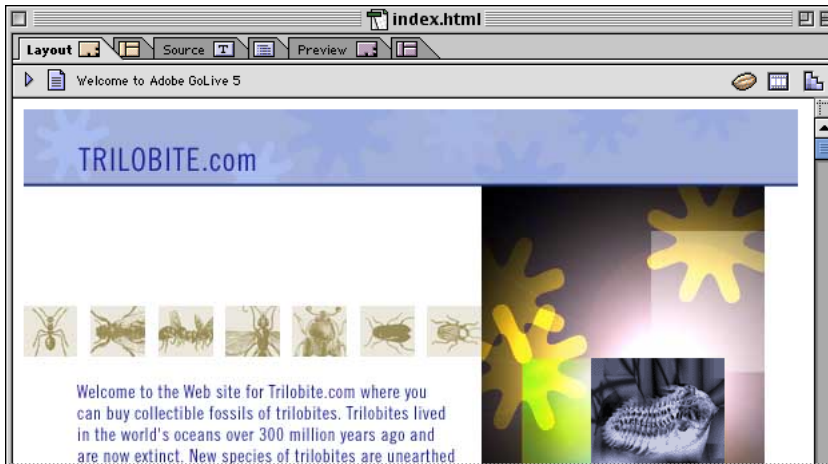 index.html
Layout Source T Preview
Welcome to Adobe GoLive 5
TRILOBITE.com
Welcome to the Web site for Trilobite.com where you
can buy collectible fossils of trilobites. Trilobites lived
in the world's oceans over 300 million years ago and
are now extinct. New species of trilobites are unearthed